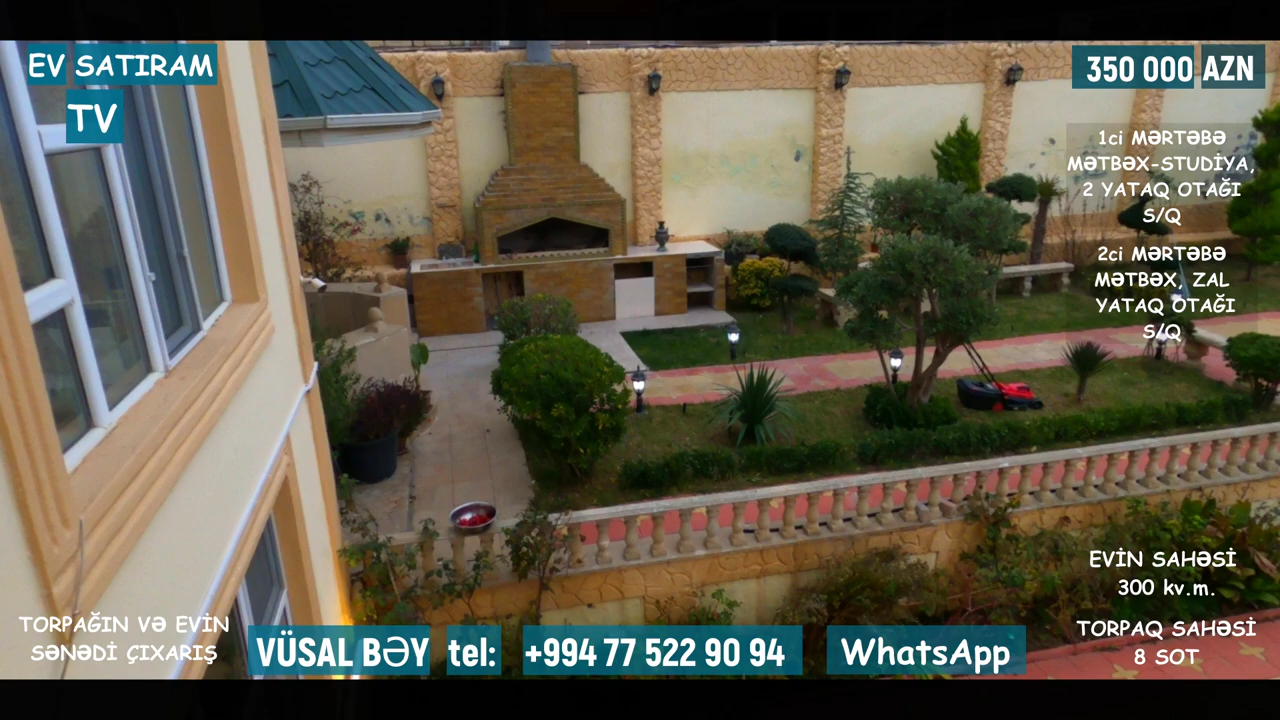 EV SATIRAM
TV
350 000 AZN
1ci MƏRTƏBƏ
MƏTBƏX-STUDİYA,
2 YATAQ OTAĞI
S/Q
2ci MƏRTƏBƏ
MƏTBƏX, ZAL
YATAQ OTAĞI
S/Q
EVİN SAHƏSİ
300 kv.m.
TORPAQ SAHƏSİ
8 SOT
TORPAĞIN VƏ EVİN
SƏNƏDİ ÇIXARIŞ
VÜSAL BƏY tel: +994 77 522 90 94 WhatsApp